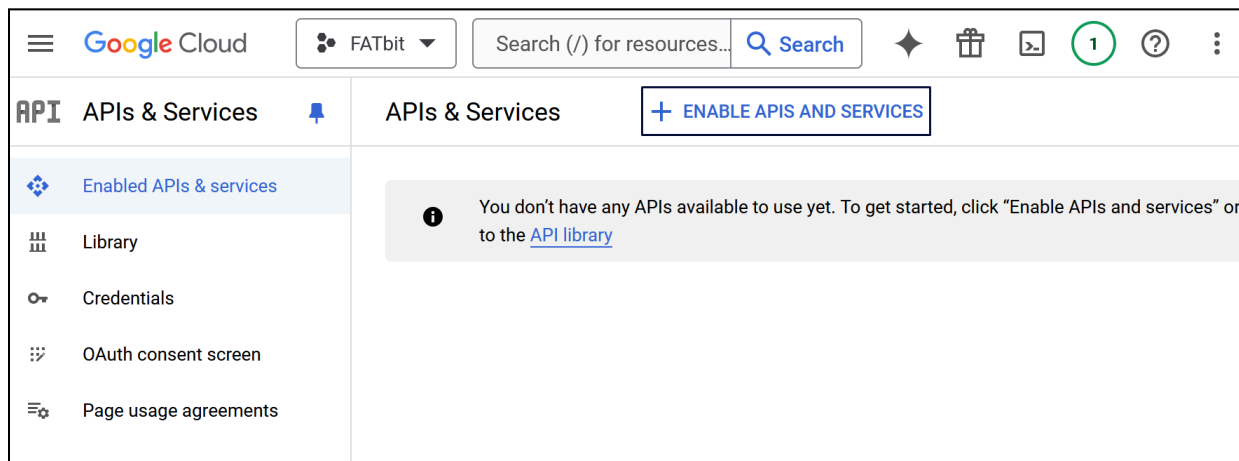 Google Cloud
FATbit
Search (/) for resources...
Search
1
API
APIs & Services
APIs & Services
ENABLE APIS AND SERVICES
Enabled APIs & services
Library
Credentials
OAuth consent screen
Page usage agreements
You don’t have any APIs available to use yet. To get started, click “Enable APIs and services” or
to the API library